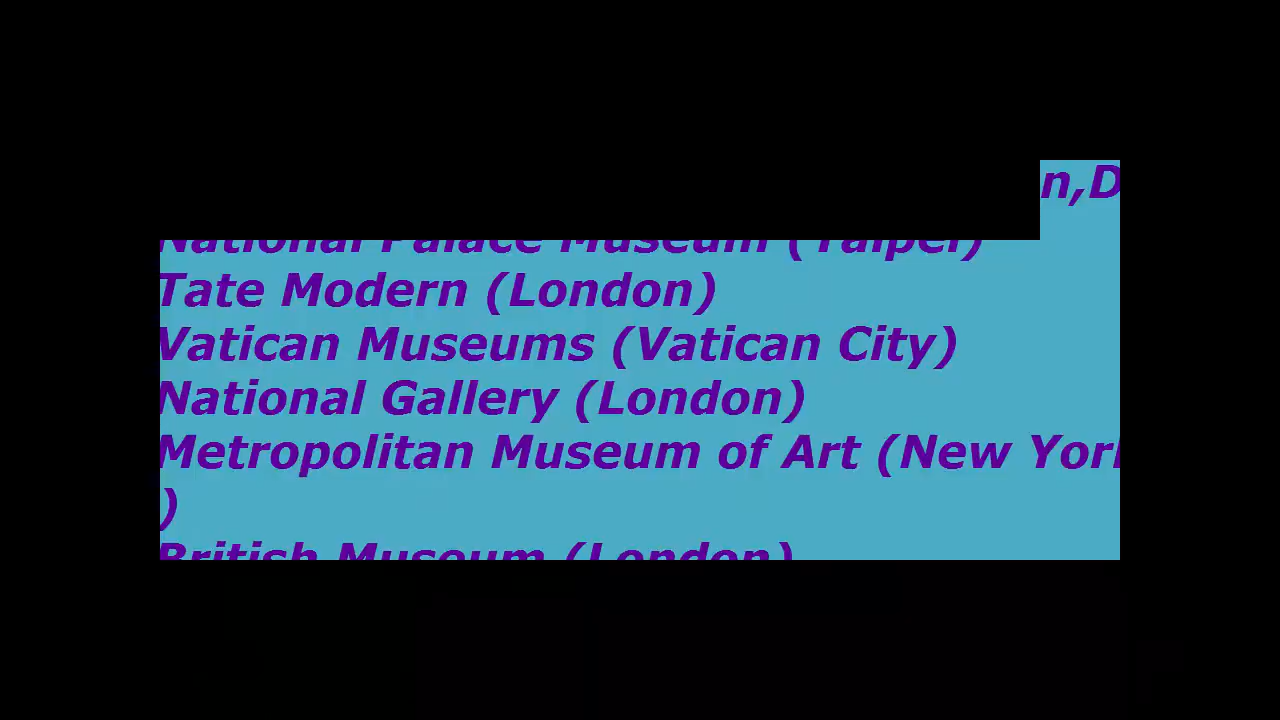 n,D
National Palace Museum (Taipei)
Tate Modern (London)
Vatican Museums (Vatican City)
National Gallery (London)
Metropolitan Museum of Art (New York
)
British Museum (London)